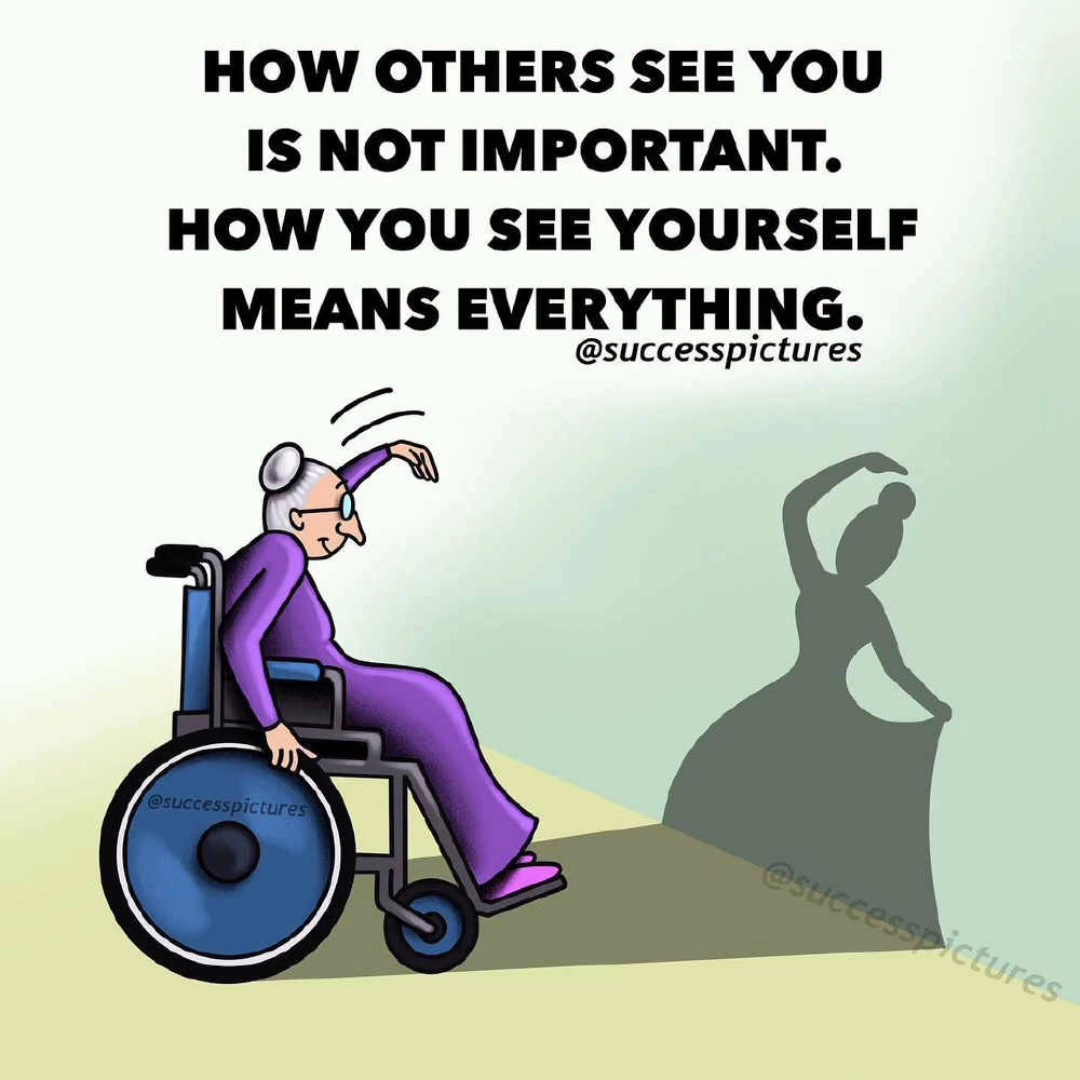 HOW OTHERS SEE YOU
IS NOT IMPORTANT.
HOW YOU SEE YOURSELF
MEANS EVERYTHING.
@successpictures
@successpictures
@successpictures